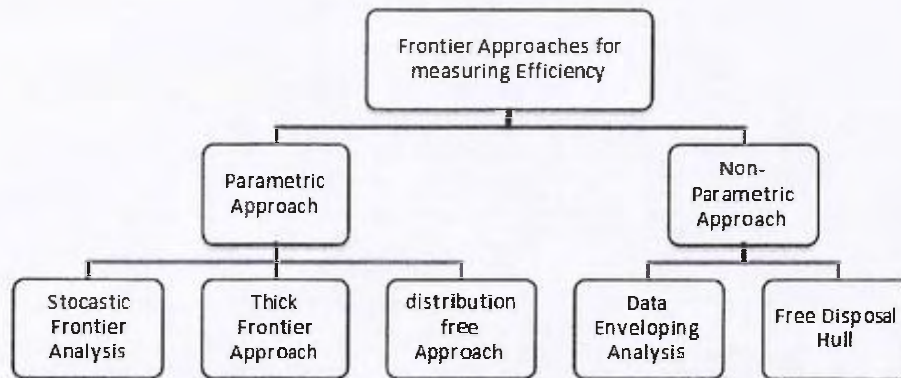 Frontier Approaches for
measuring Efficiency
Parametric
Approach
Non-
Parametric
Approach
Stocastic
Frontier
Analysis
Thick
Frontier
Approach
distribution
free
Approach
Data
Enveloping
Analysis
Free Disposal
Hull